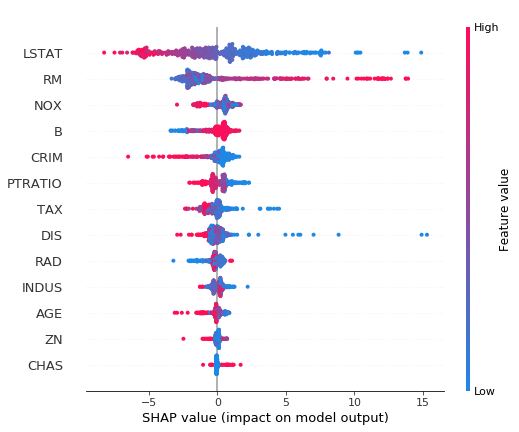 High
LSTAT
RM
NOX
B
CRIM
PTRATIO
TAX
DIS
RAD
INDUS
AGE
ZN
CHAS
Feature value
Low
−5 0 5 10 15
SHAP value (impact on model output)